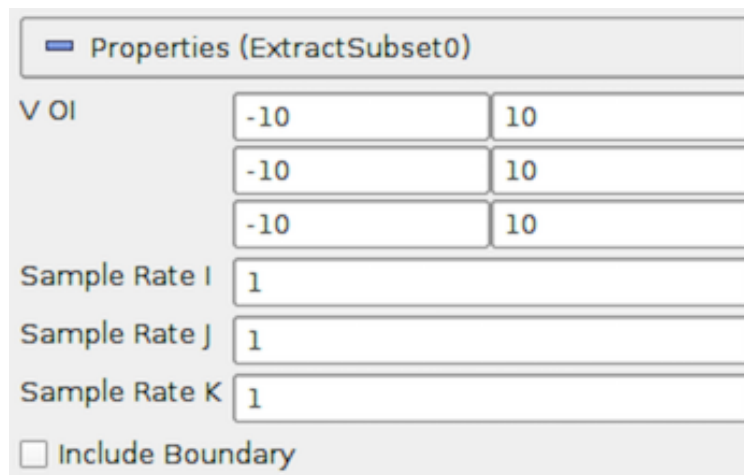 Properties (ExtractSubset0)
V OI -10 10
-10 10
-10 10
Sample Rate I 1
Sample Rate J 1
Sample Rate K 1
Include Boundary